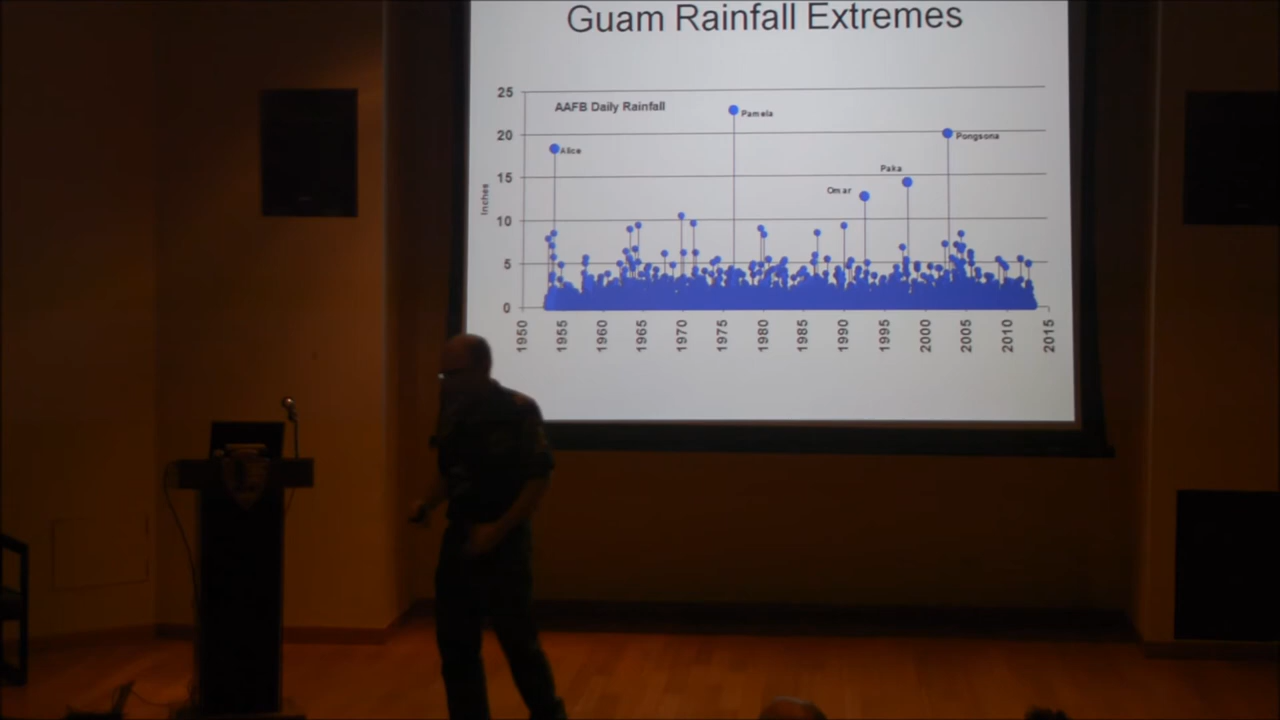 Guam Rainfall Extremes
25
AAFB Daily Rainfall
Pamela
20
Pongsona
Alice
Paka
15
Omar
Inches
10
5
0
1950 1955 1960 1965 1970 1975 1980 1985 1990 1995 2000 2005 2010 2015